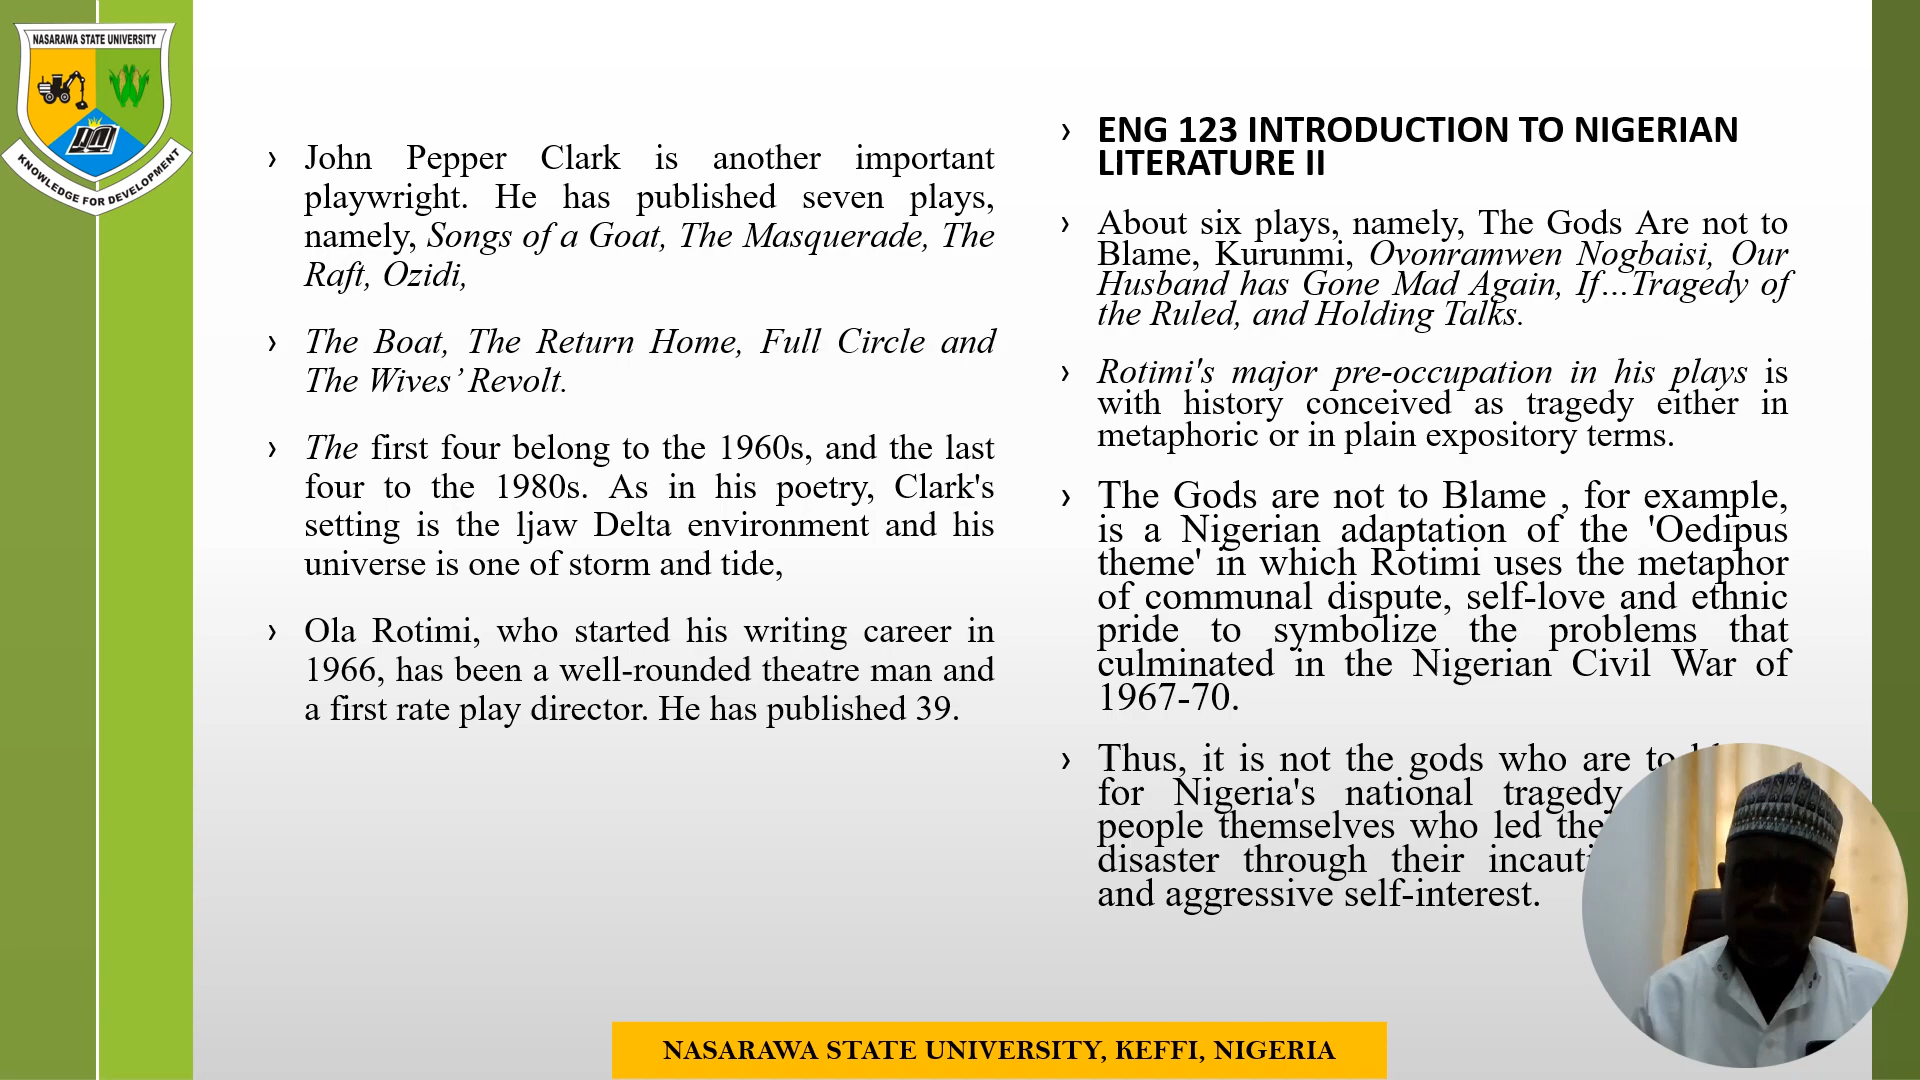 NASARAWA STATE UNIVERSITY
KNOWLEDGE FOR DEVELOPMENT
› John Pepper Clark is another important
playwright. He has published seven plays,
namely, Songs of a Goat, The Masquerade, The
Raft, Ozidi,
› The Boat, The Return Home, Full Circle and
The Wives’ Revolt.
› The first four belong to the 1960s, and the last
four to the 1980s. As in his poetry, Clark's
setting is the ljaw Delta environment and his
universe is one of storm and tide,
› Ola Rotimi, who started his writing career in
1966, has been a well-rounded theatre man and
a first rate play director. He has published 39.
› ENG 123 INTRODUCTION TO NIGERIAN
LITERATURE II
› About six plays, namely, The Gods Are not to
Blame, Kurunmi, Ovonramwen Nogbaisi, Our
Husband has Gone Mad Again, If...Tragedy of
the Ruled, and Holding Talks.
› Rotimi's major pre-occupation in his plays is
with history conceived as tragedy either in
metaphoric or in plain expository terms.
› The Gods are not to Blame , for example,
is a Nigerian adaptation of the 'Oedipus
theme' in which Rotimi uses the metaphor
of communal dispute, self-love and ethnic
pride to symbolize the problems that
culminated in the Nigerian Civil War of
1967-70.
› Thus, it is not the gods who are to
for Nigeria's national tragedy
people themselves who led
disaster through their
and aggressive self-interest.
NASARAWA STATE UNIVERSITY, KEFFI, NIGERIA